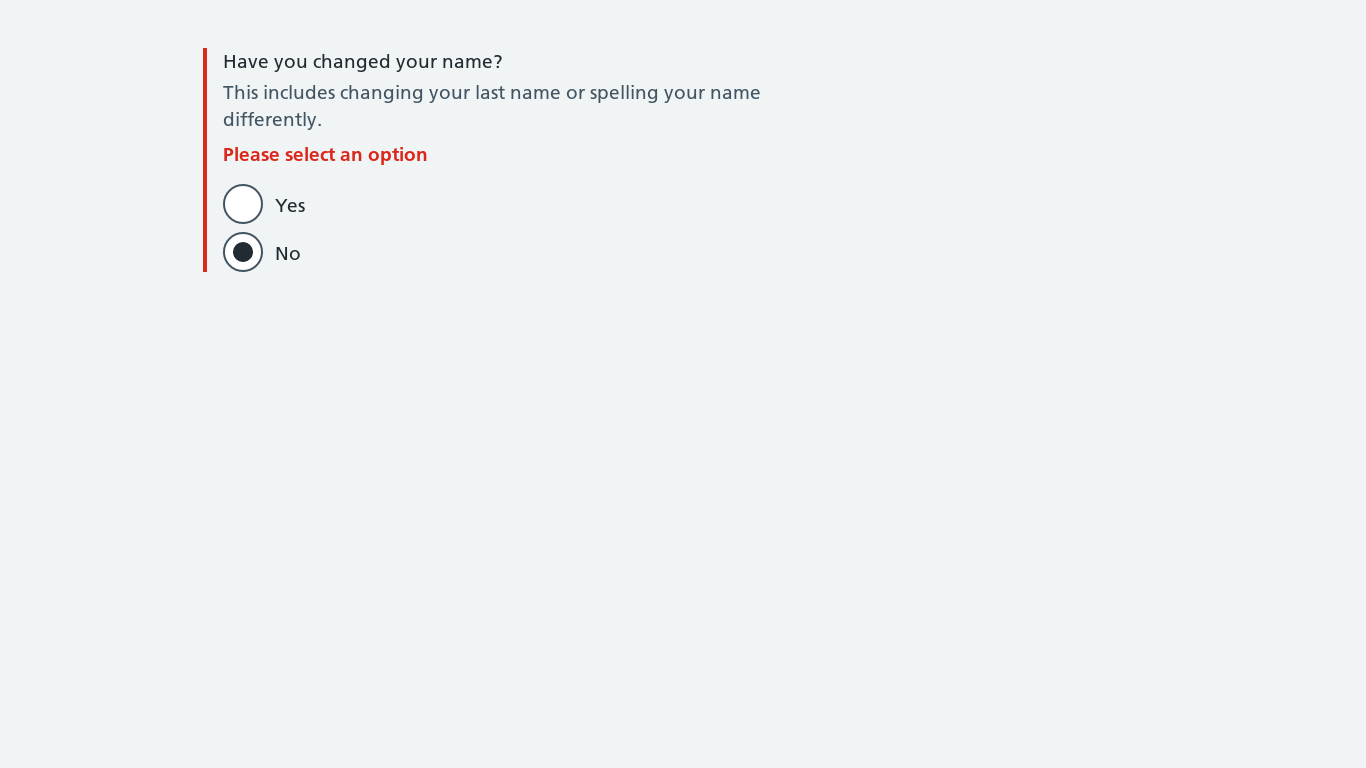 Have you changed your name?
This includes changing your last name or spelling your name
differently.
Please select an option
Yes
No